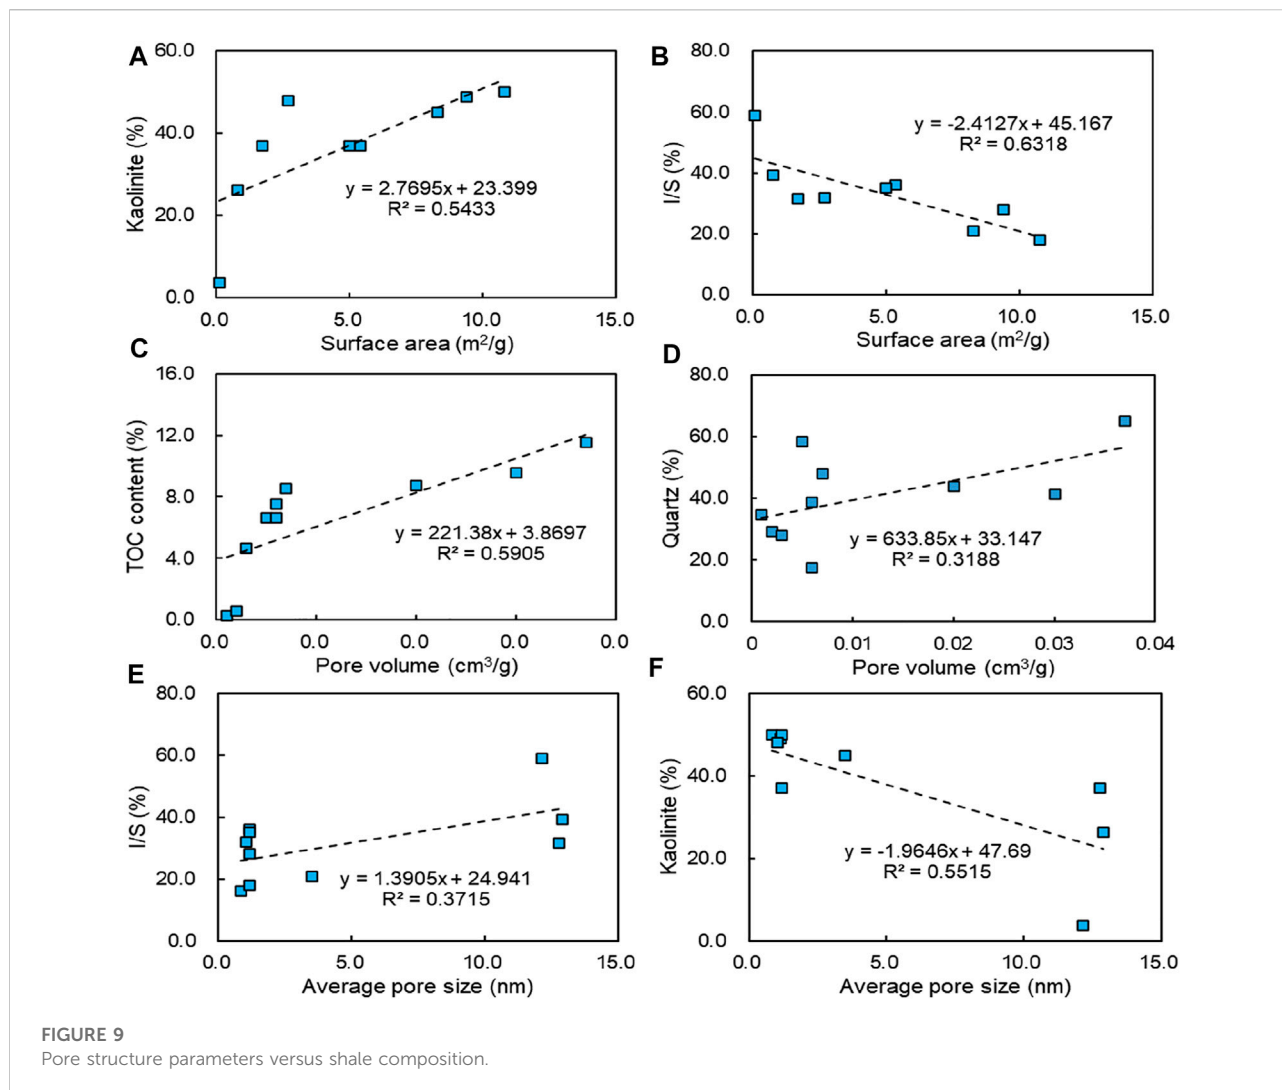 A
60.0
40.0
20.0
0.0
Kaolinite (%)
y = 2.7695x + 23.399
R² = 0.5433
0.0 5.0 10.0 15.0
Surface area (m²/g)
B
80.0
60.0
40.0
20.0
0.0
I/S (%)
y = -2.4127x + 45.167
R² = 0.6318
0.0 5.0 10.0 15.0
Surface area (m²/g)
C
16.0
12.0
8.0
4.0
0.0
TOC content (%)
y = 221.38x + 3.8697
R² = 0.5905
0.0 0.0 0.0 0.0 0.0
Pore volume (cm³/g)
D
80.0
60.0
40.0
20.0
0.0
Quartz (%)
y = 633.85x + 33.147
R² = 0.3188
0 0.01 0.02 0.03 0.04
Pore volume (cm³/g)
E
80.0
60.0
40.0
20.0
0.0
I/S (%)
y = 1.3905x + 24.941
R² = 0.3715
0.0 5.0 10.0 15.0
Average pore size (nm)
F
60.0
40.0
20.0
0.0
Kaolinite (%)
y = -1.9646x + 47.69
R² = 0.5515
0.0 5.0 10.0 15.0
Average pore size (nm)
FIGURE 9
Pore structure parameters versus shale composition.